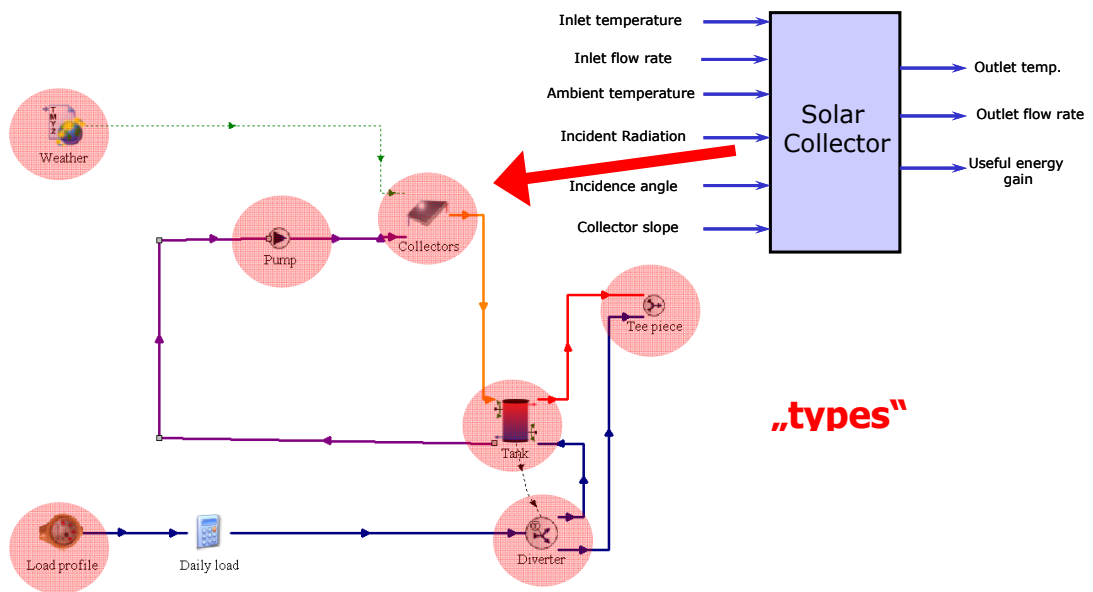 Inlet temperature
Inlet flow rate
Ambient temperature
Incident Radiation
Incidence angle
Collector slope
Solar
Collector
Outlet temp.
Outlet flow rate
Useful energy
gain
TMYZ
Weather
Collectors
Pump
Tee piece
„types“
Tank
Load profile
Daily load
Diverter